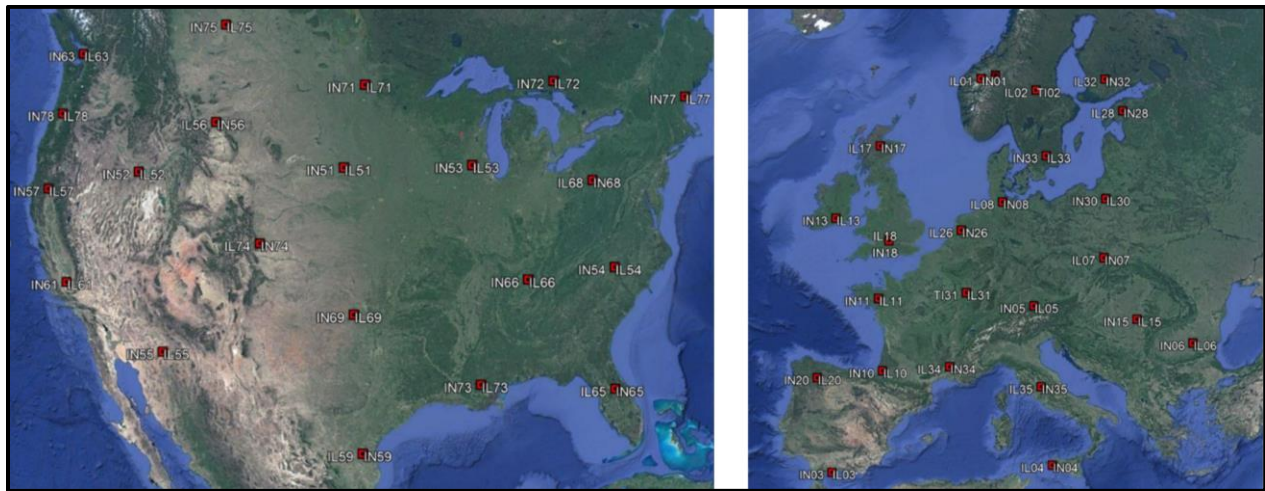 IN75 IL75
IN63 IL63
IN71 IL71
IN72 IL72
IN77 IL77
IN78 IL78
IL56 IN56
IN52 IL52
IN51 IL51
IN53 IL53
IL68 IN68
IN57 IL57
IL74 IN74
IN61 IL61
IN66 IL66
IN54 IL54
IN69 IL69
IN55 IL55
IN73 IL73
IL65 IN65
IL59 IN59
IL01 IN01
IL02 TI02
IL32 IN32
IL28 IN28
IL17 IN17
IN33 IL33
IN13 IL13
IL08 IN08
IN30 IL30
IL18
IN18
IL26 IN26
IL07 IN07
IN11 IL11
TI31 IL31
IN05 IL05
IN15 IL15
IN06 IL06
IN20 IL20
IN10 IL10
IL34 IN34
IL35 IN35
IN03 IL03
IL04 IN04